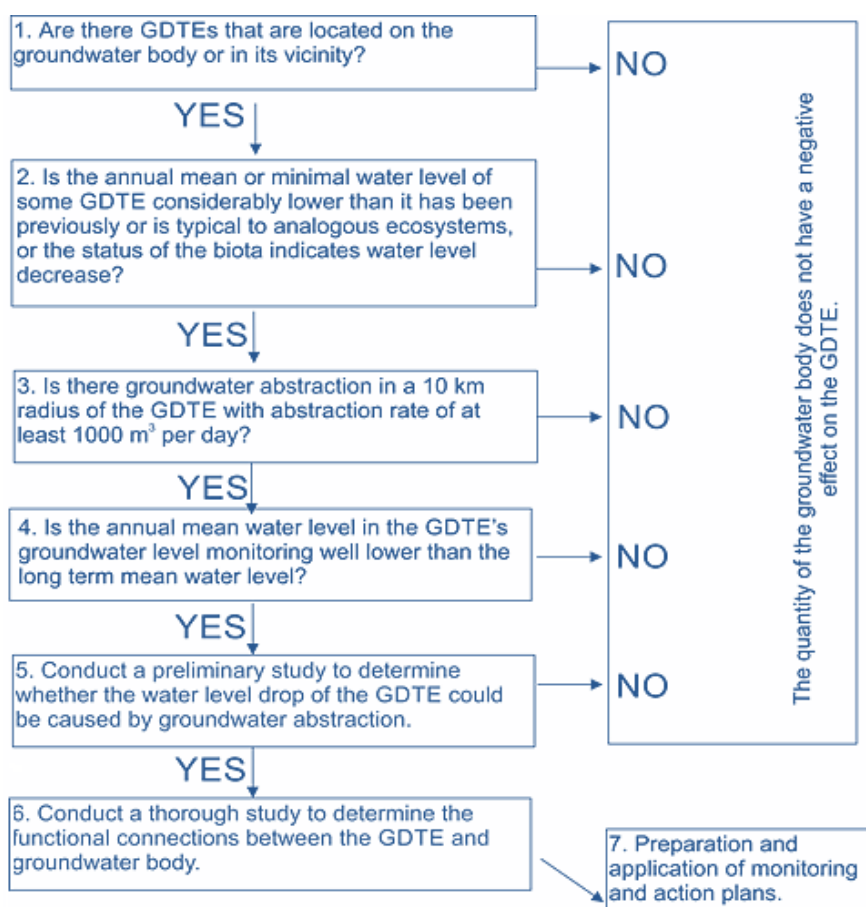 1. Are there GDTEs that are located on the
groundwater body or in its vicinity?
NO
YES
2. Is the annual mean or minimal water level of
some GDTE considerably lower than it has been
previously or is typical to analogous ecosystems,
or the status of the biota indicates water level
decrease?
NO
YES
3. Is there groundwater abstraction in a 10 km
radius of the GDTE with abstraction rate of at
least 1000 m³ per day?
NO
YES
4. Is the annual mean water level in the GDTE's
groundwater level monitoring well lower than the
long term mean water level?
NO
YES
5. Conduct a preliminary study to determine
whether the water level drop of the GDTE could
be caused by groundwater abstraction.
NO
YES
6. Conduct a thorough study to determine the
functional connections between the GDTE and
groundwater body.
7. Preparation and
application of monitoring
and action plans.
The quantity of the groundwater body does not have a negative
effect on the GDTE.